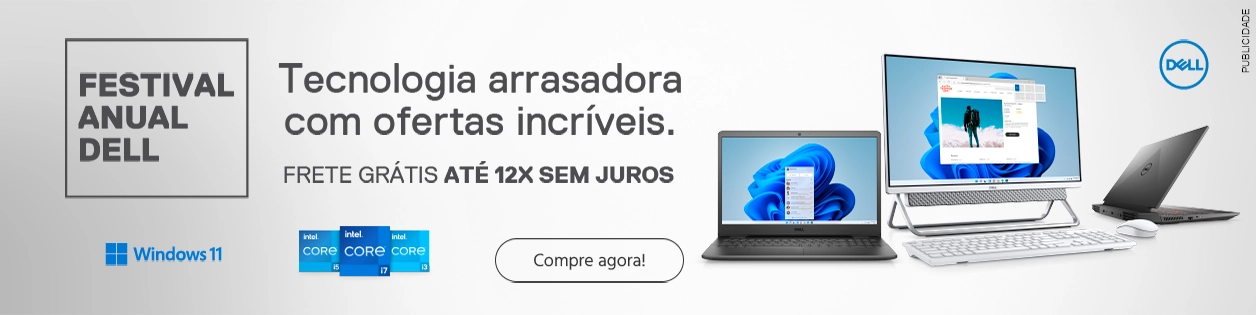 FESTIVAL
ANUAL
DELL
Tecnologia arrasadora
com ofertas incríveis.
FRETE GRÁTIS ATÉ 12X SEM JUROS
Windows 11
intel.
CORE
i5
intel.
CORE
i7
intel.
CORE
i3
Compre agora!
DELL
PUBLICIDADE